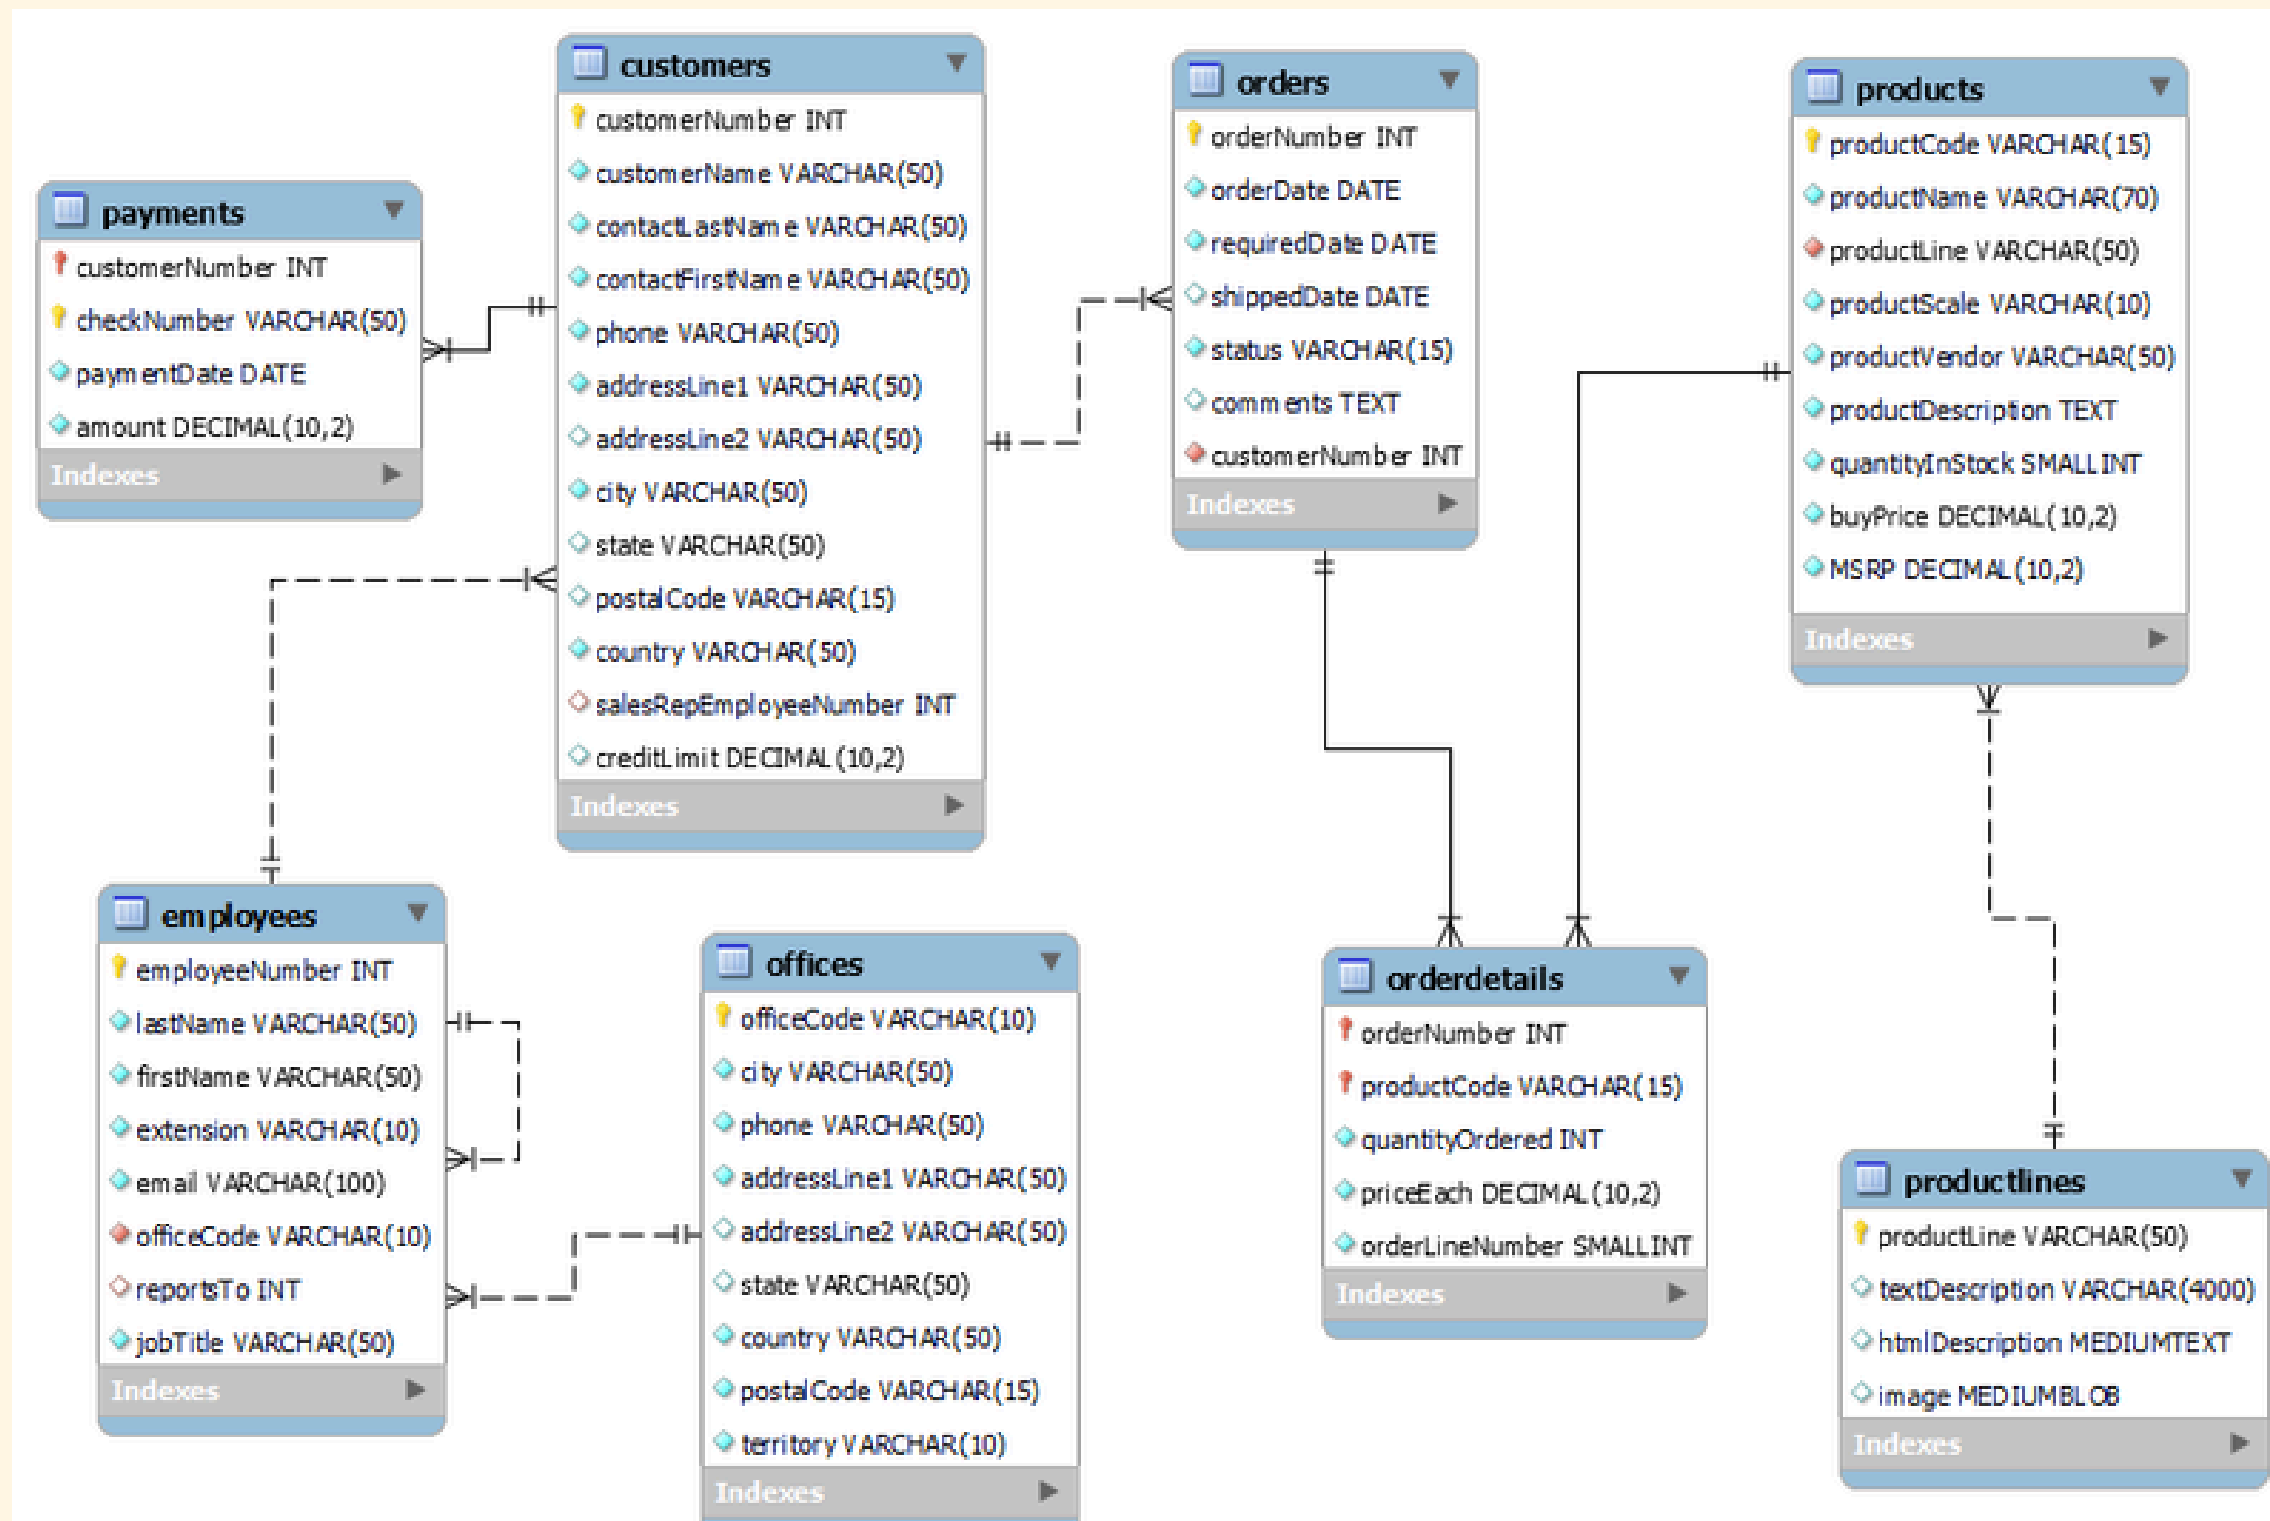 customers
customerNumber INT
customerName VARCHAR(50)
contactLastName VARCHAR(50)
contactFirstName VARCHAR(50)
phone VARCHAR(50)
addressLine1 VARCHAR(50)
addressLine2 VARCHAR(50)
city VARCHAR(50)
state VARCHAR(50)
postalCode VARCHAR(15)
country VARCHAR(50)
salesRepEmployeeNumber INT
creditLimit DECIMAL(10,2)
Indexes
orders
orderNumber INT
orderDate DATE
requiredDate DATE
shippedDate DATE
status VARCHAR(15)
comments TEXT
customerNumber INT
Indexes
products
productCode VARCHAR(15)
productName VARCHAR(70)
productLine VARCHAR(50)
productScale VARCHAR(10)
productVendor VARCHAR(50)
productDescription TEXT
quantityInStock SMALLINT
buyPrice DECIMAL(10,2)
MSRP DECIMAL(10,2)
Indexes
payments
customerNumber INT
checkNumber VARCHAR(50)
paymentDate DATE
amount DECIMAL(10,2)
Indexes
employees
employeeNumber INT
lastName VARCHAR(50)
firstName VARCHAR(50)
extension VARCHAR(10)
email VARCHAR(100)
officeCode VARCHAR(10)
reportsTo INT
jobTitle VARCHAR(50)
Indexes
offices
officeCode VARCHAR(10)
city VARCHAR(50)
phone VARCHAR(50)
addressLine1 VARCHAR(50)
addressLine2 VARCHAR(50)
state VARCHAR(50)
country VARCHAR(50)
postalCode VARCHAR(15)
territory VARCHAR(10)
Indexes
orderdetails
orderNumber INT
productCode VARCHAR(15)
quantityOrdered INT
priceEach DECIMAL(10,2)
orderLineNumber SMALLINT
Indexes
productlines
productLine VARCHAR(50)
textDescription VARCHAR(4000)
htmlDescription MEDIUMTEXT
image MEDIUMBLOB
Indexes